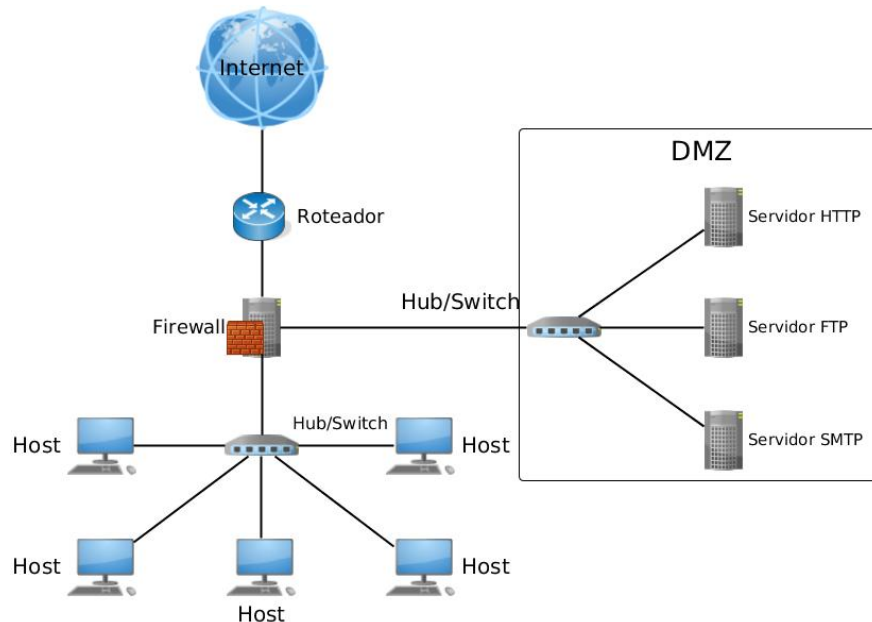 Internet
DMZ
Roteador
Servidor HTTP
Hub/Switch
Firewall
Servidor FTP
Hub/Switch
Host
Host
Servidor SMTP
Host
Host
Host